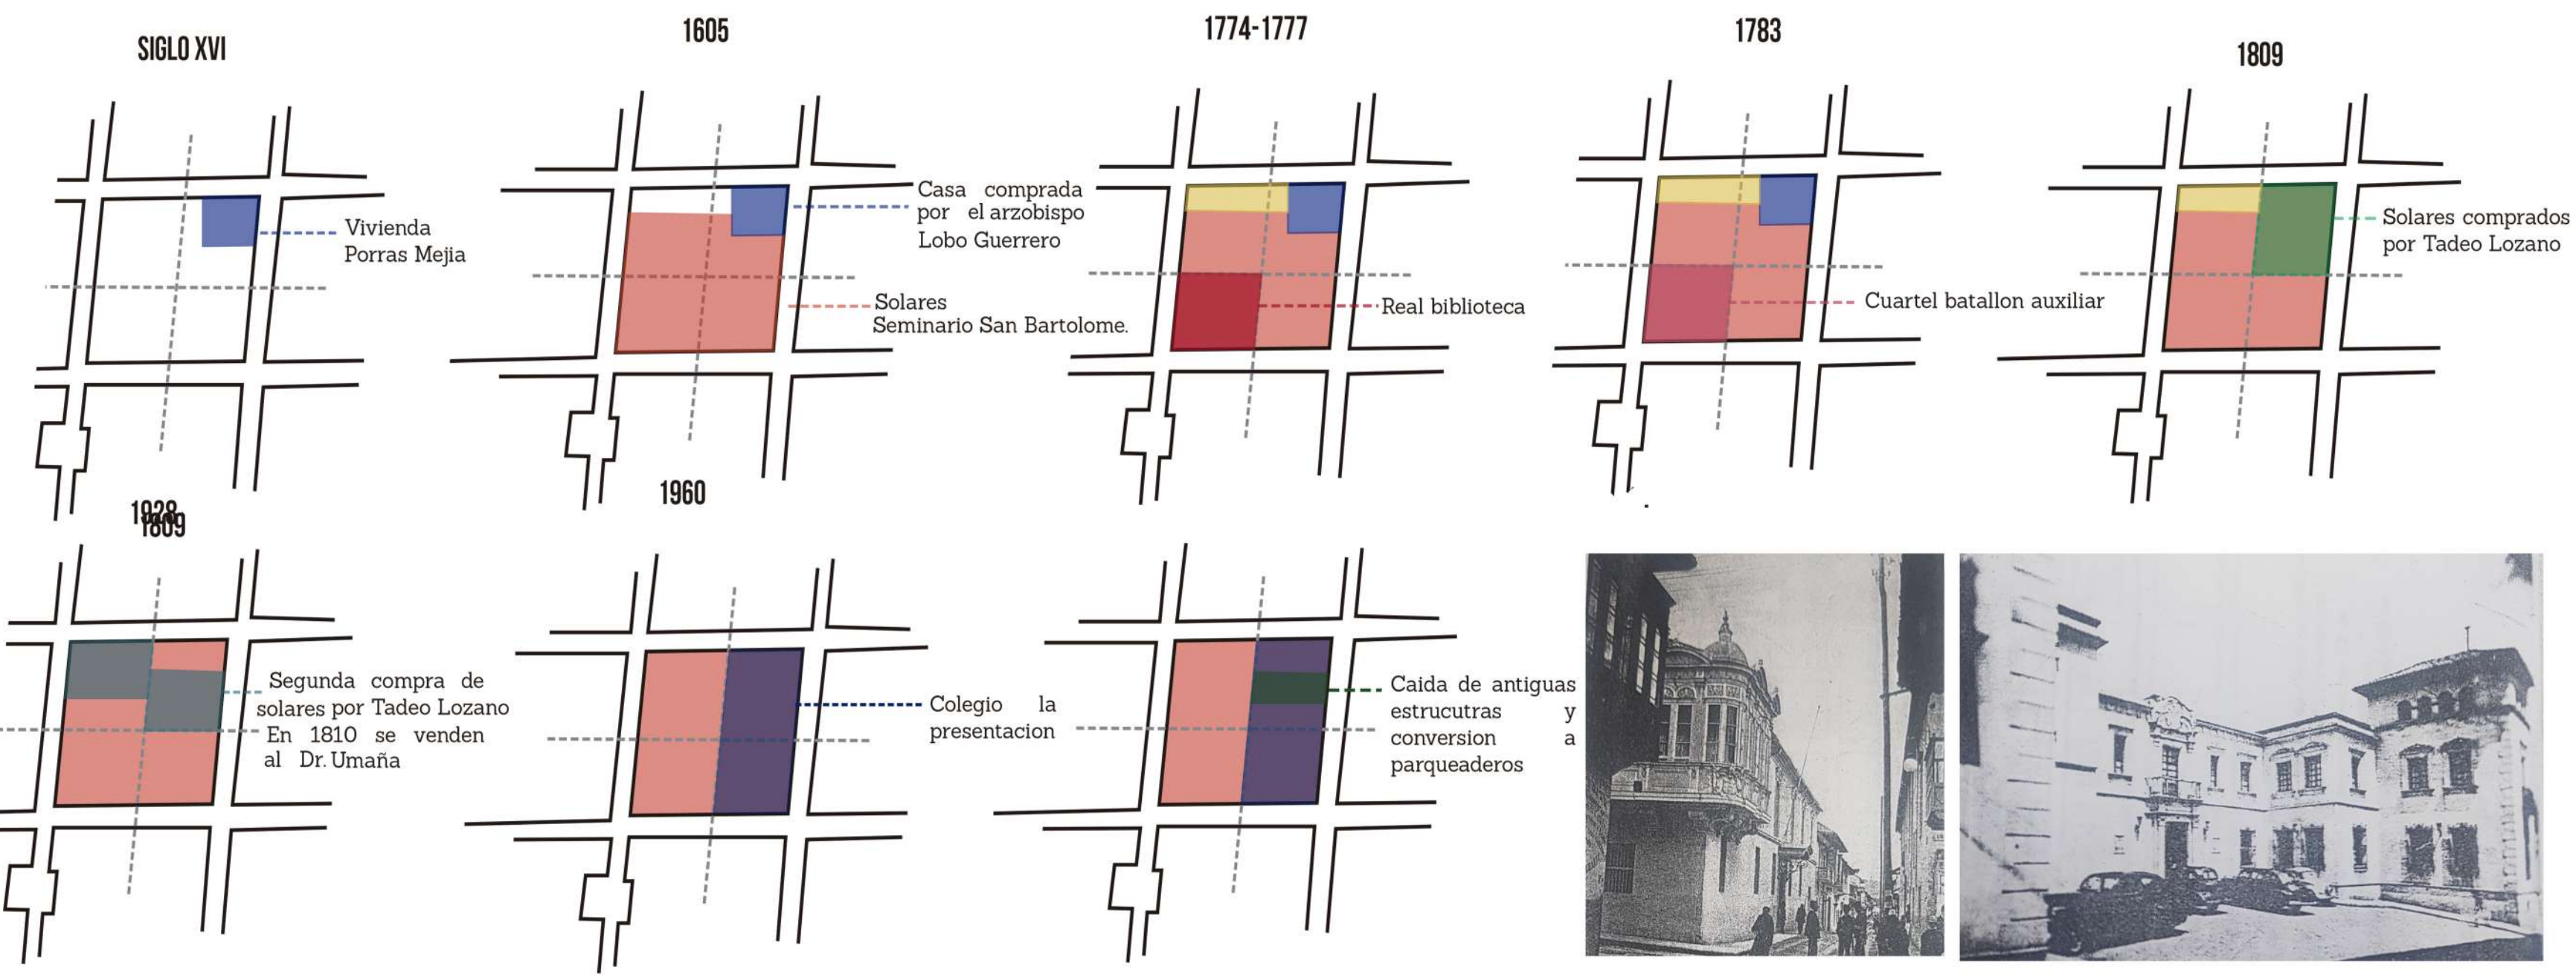 SIGLO XVI
1605
1774-1777
1783
1809
Vivienda
Porras Mejia
Casa comprada
por el arzobispo
Lobo Guerrero
Solares
Seminario San Bartolome.
Real biblioteca
Cuartel batallon auxiliar
Solares comprados
por Tadeo Lozano
1928
1809
1960
Segunda compra de
solares por Tadeo Lozano
En 1810 se venden
al Dr. Umaña
Colegio la
presentacion
Caida de antiguas
estrucutras y
conversion a
parqueaderos